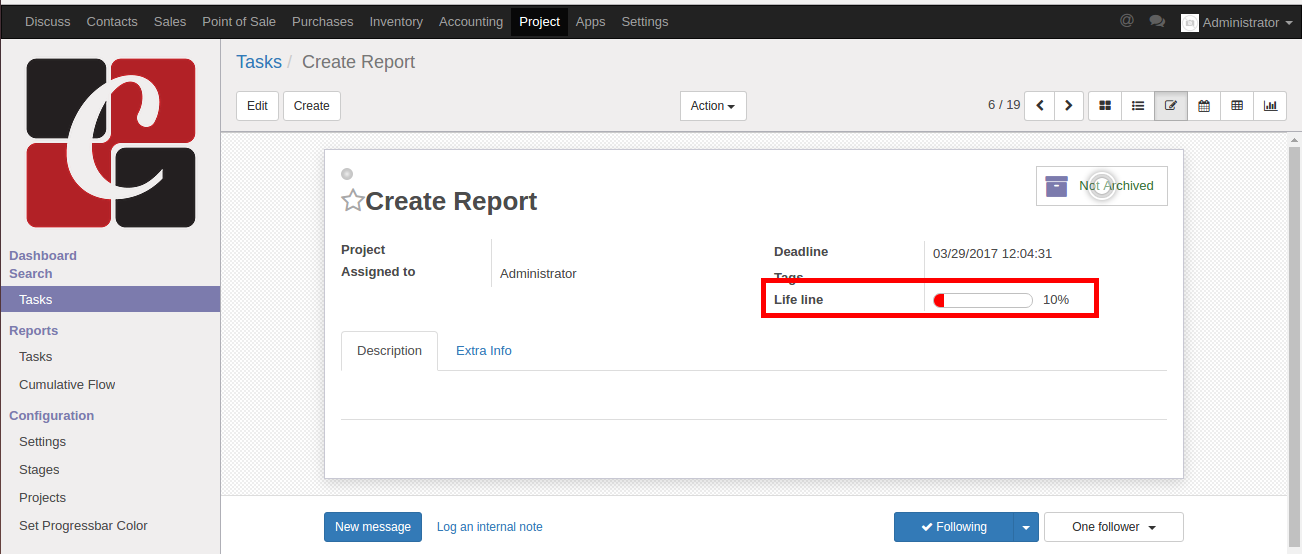 Discuss Contacts Sales Point of Sale Purchases Inventory Accounting Project Apps Settings @ Administrator
C
Tasks / Create Report
Edit Create Action 6 / 19
Dashboard
Search
Tasks
Reports
Tasks
Cumulative Flow
Configuration
Settings
Stages
Projects
Set Progressbar Color
Not Archived
Create Report
Project
Assigned to Administrator
Deadline 03/29/2017 12:04:31
Tags
Life line 10%
Description Extra Info
New message Log an internal note Following One follower